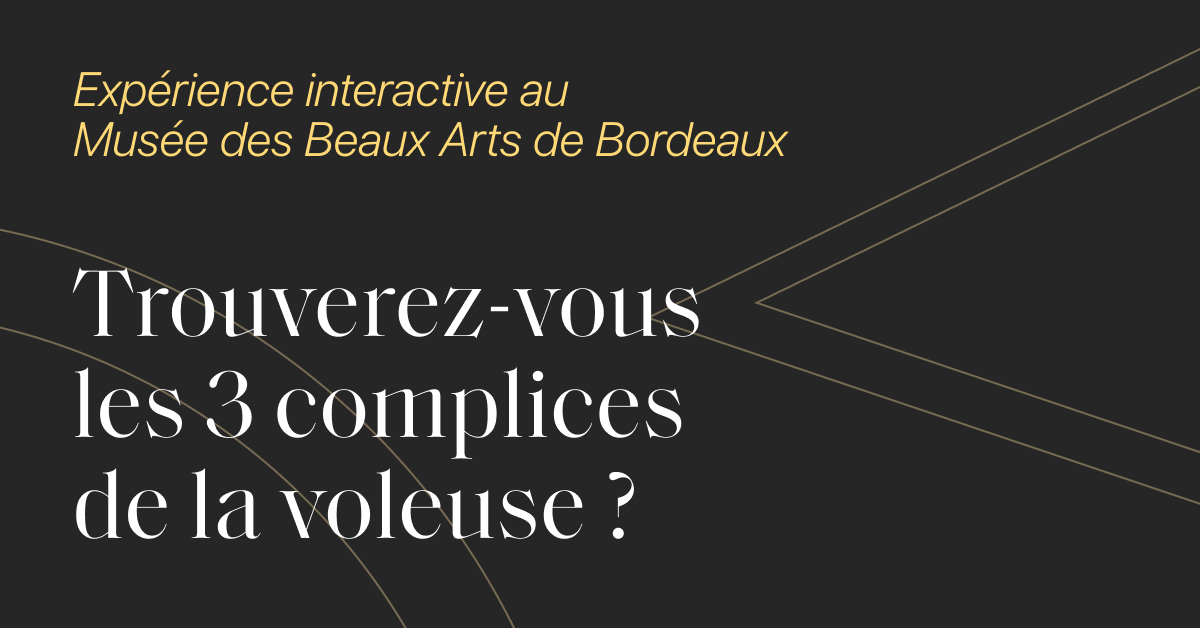 Expérience interactive au
Musée des Beaux Arts de Bordeaux
Trouverez-vous
les 3 complices
de la voleuse ?